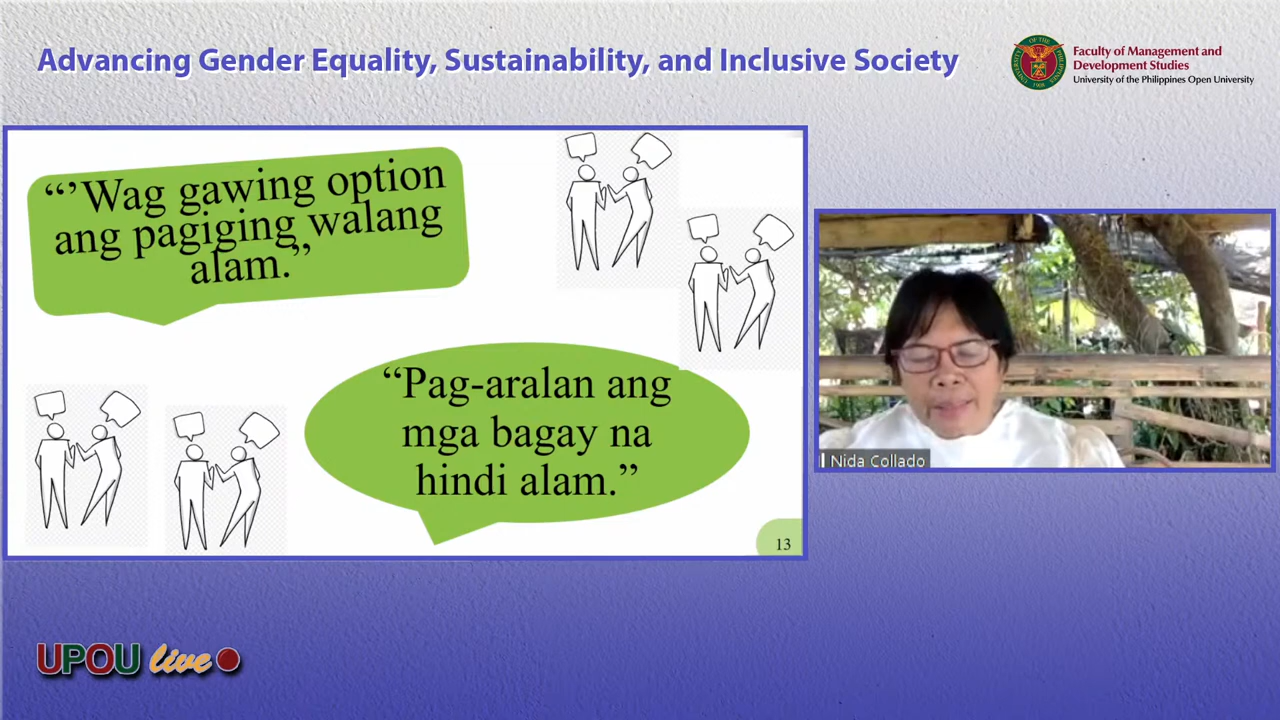 Advancing Gender Equality, Sustainability, and Inclusive Society
Faculty of Management and
Development Studies
University of the Philippines Open University
“’Wag gawing option
ang pagiging walang
alam.”
“Pag-aralan ang
mga bagay na
hindi alam.”
13
Nida Collado
UPOU live